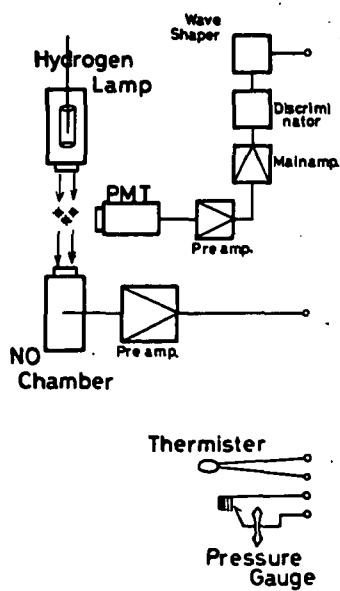 Wave
Shaper
Hydrogen
Lamp
Discrimi
nator
Mainamp.
PMT
Preamp.
Preamp.
NO
Chamber
Thermister
Pressure
Gauge